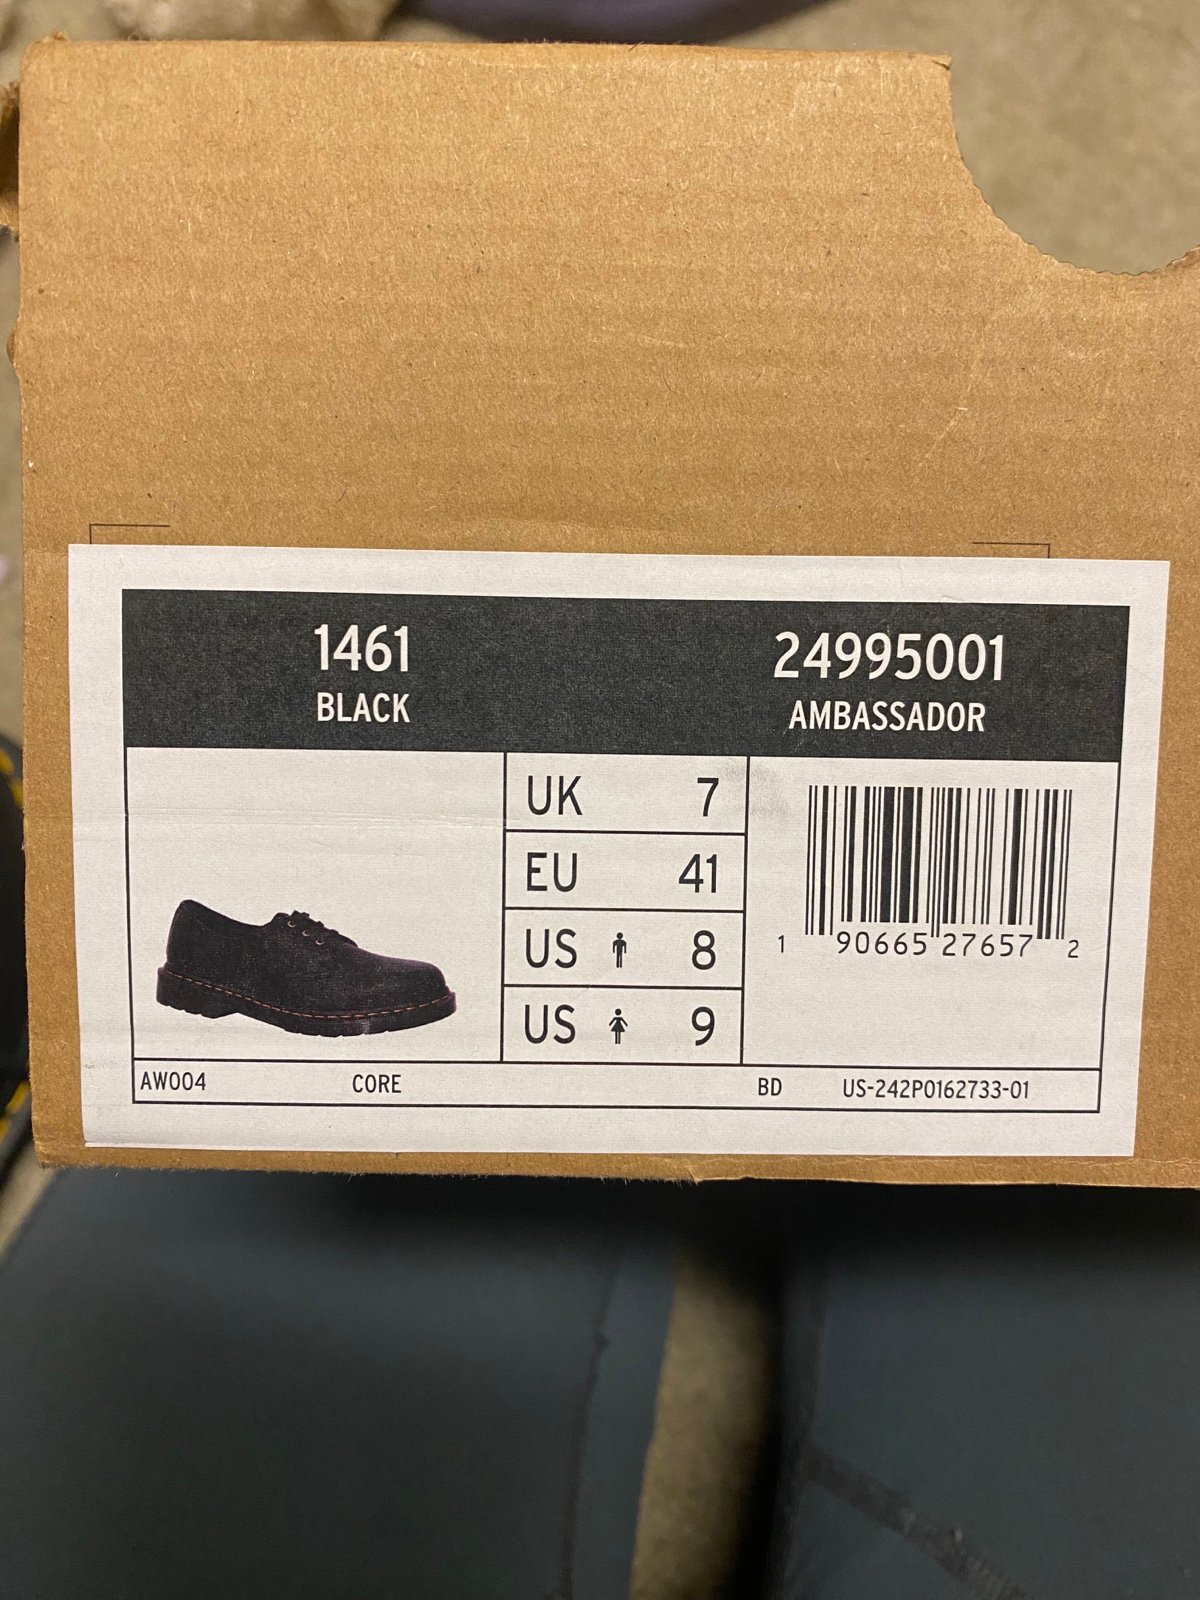 1461
BLACK
24995001
AMBASSADOR
UK 7
EU 41
US 8
US 9
1 90665 27657 2
AW004 CORE BD US-242P0162733-01